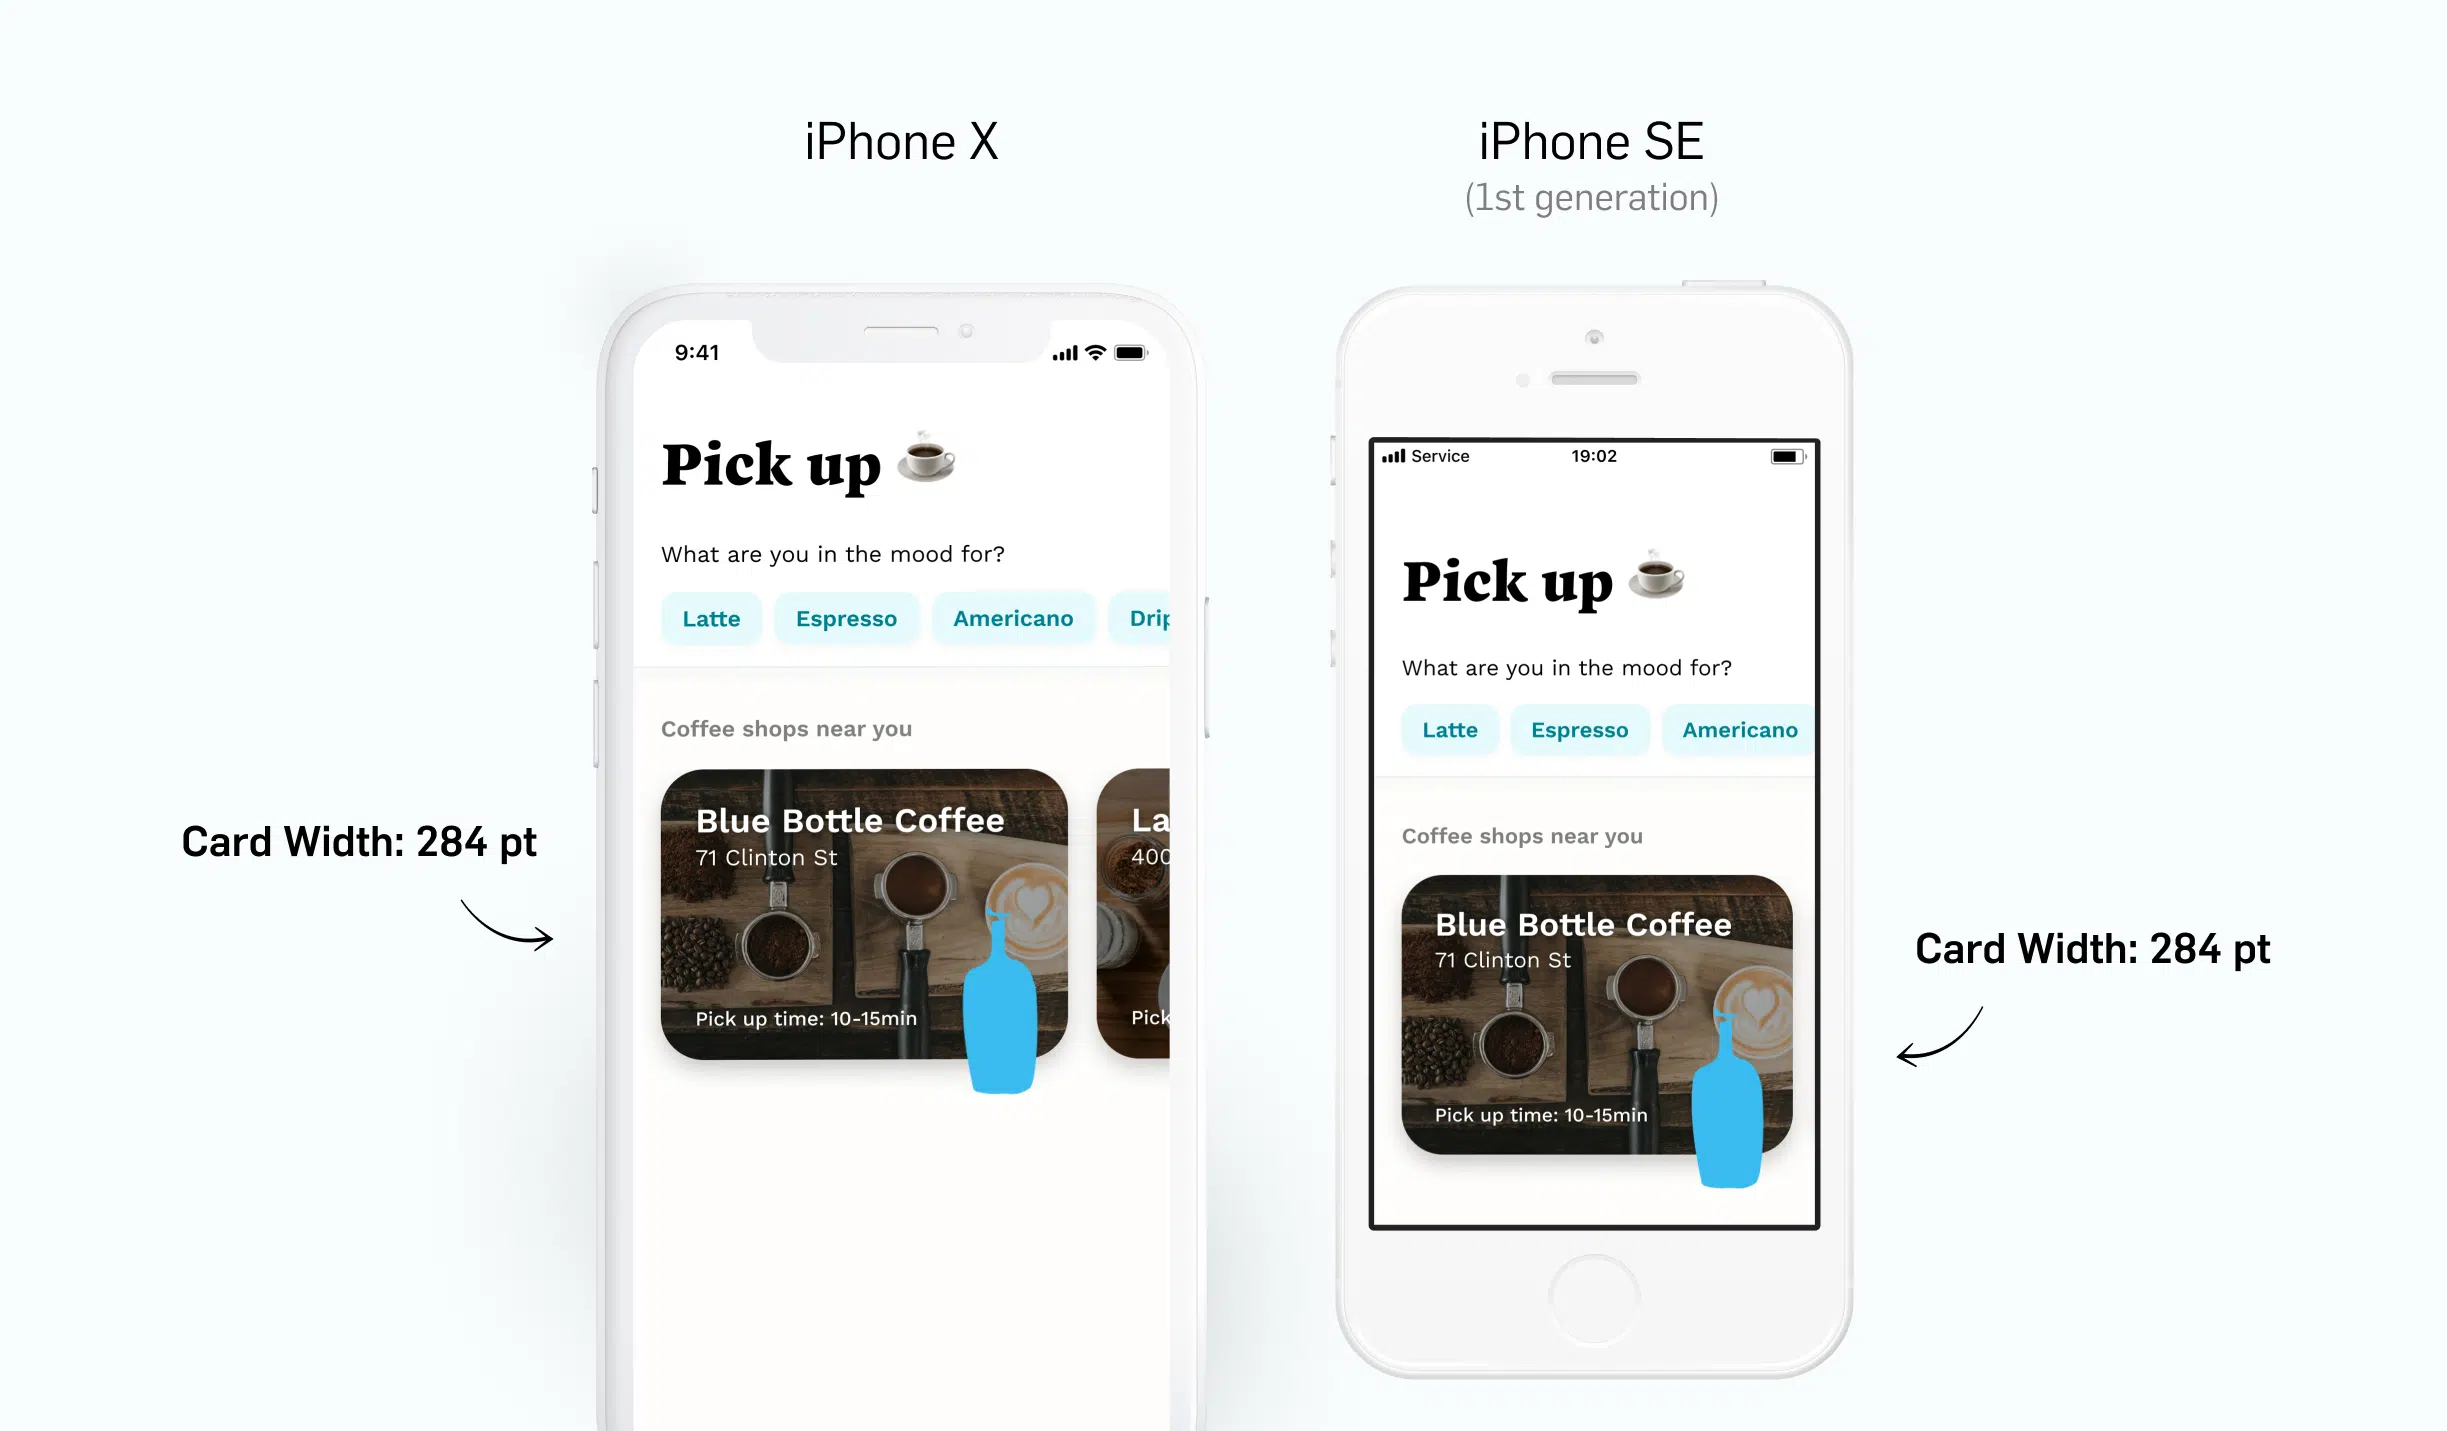 iPhone X
9:41
Pick up
What are you in the mood for?
Latte
Espresso
Americano
Drip
Coffee shops near you
Blue Bottle Coffee
71 Clinton St
Pick up time: 10-15min
La
400
Pick
Card Width: 284 pt
iPhone SE
(1st generation)
Service
19:02
Pick up
What are you in the mood for?
Latte
Espresso
Americano
Coffee shops near you
Blue Bottle Coffee
71 Clinton St
Pick up time: 10-15min
Card Width: 284 pt